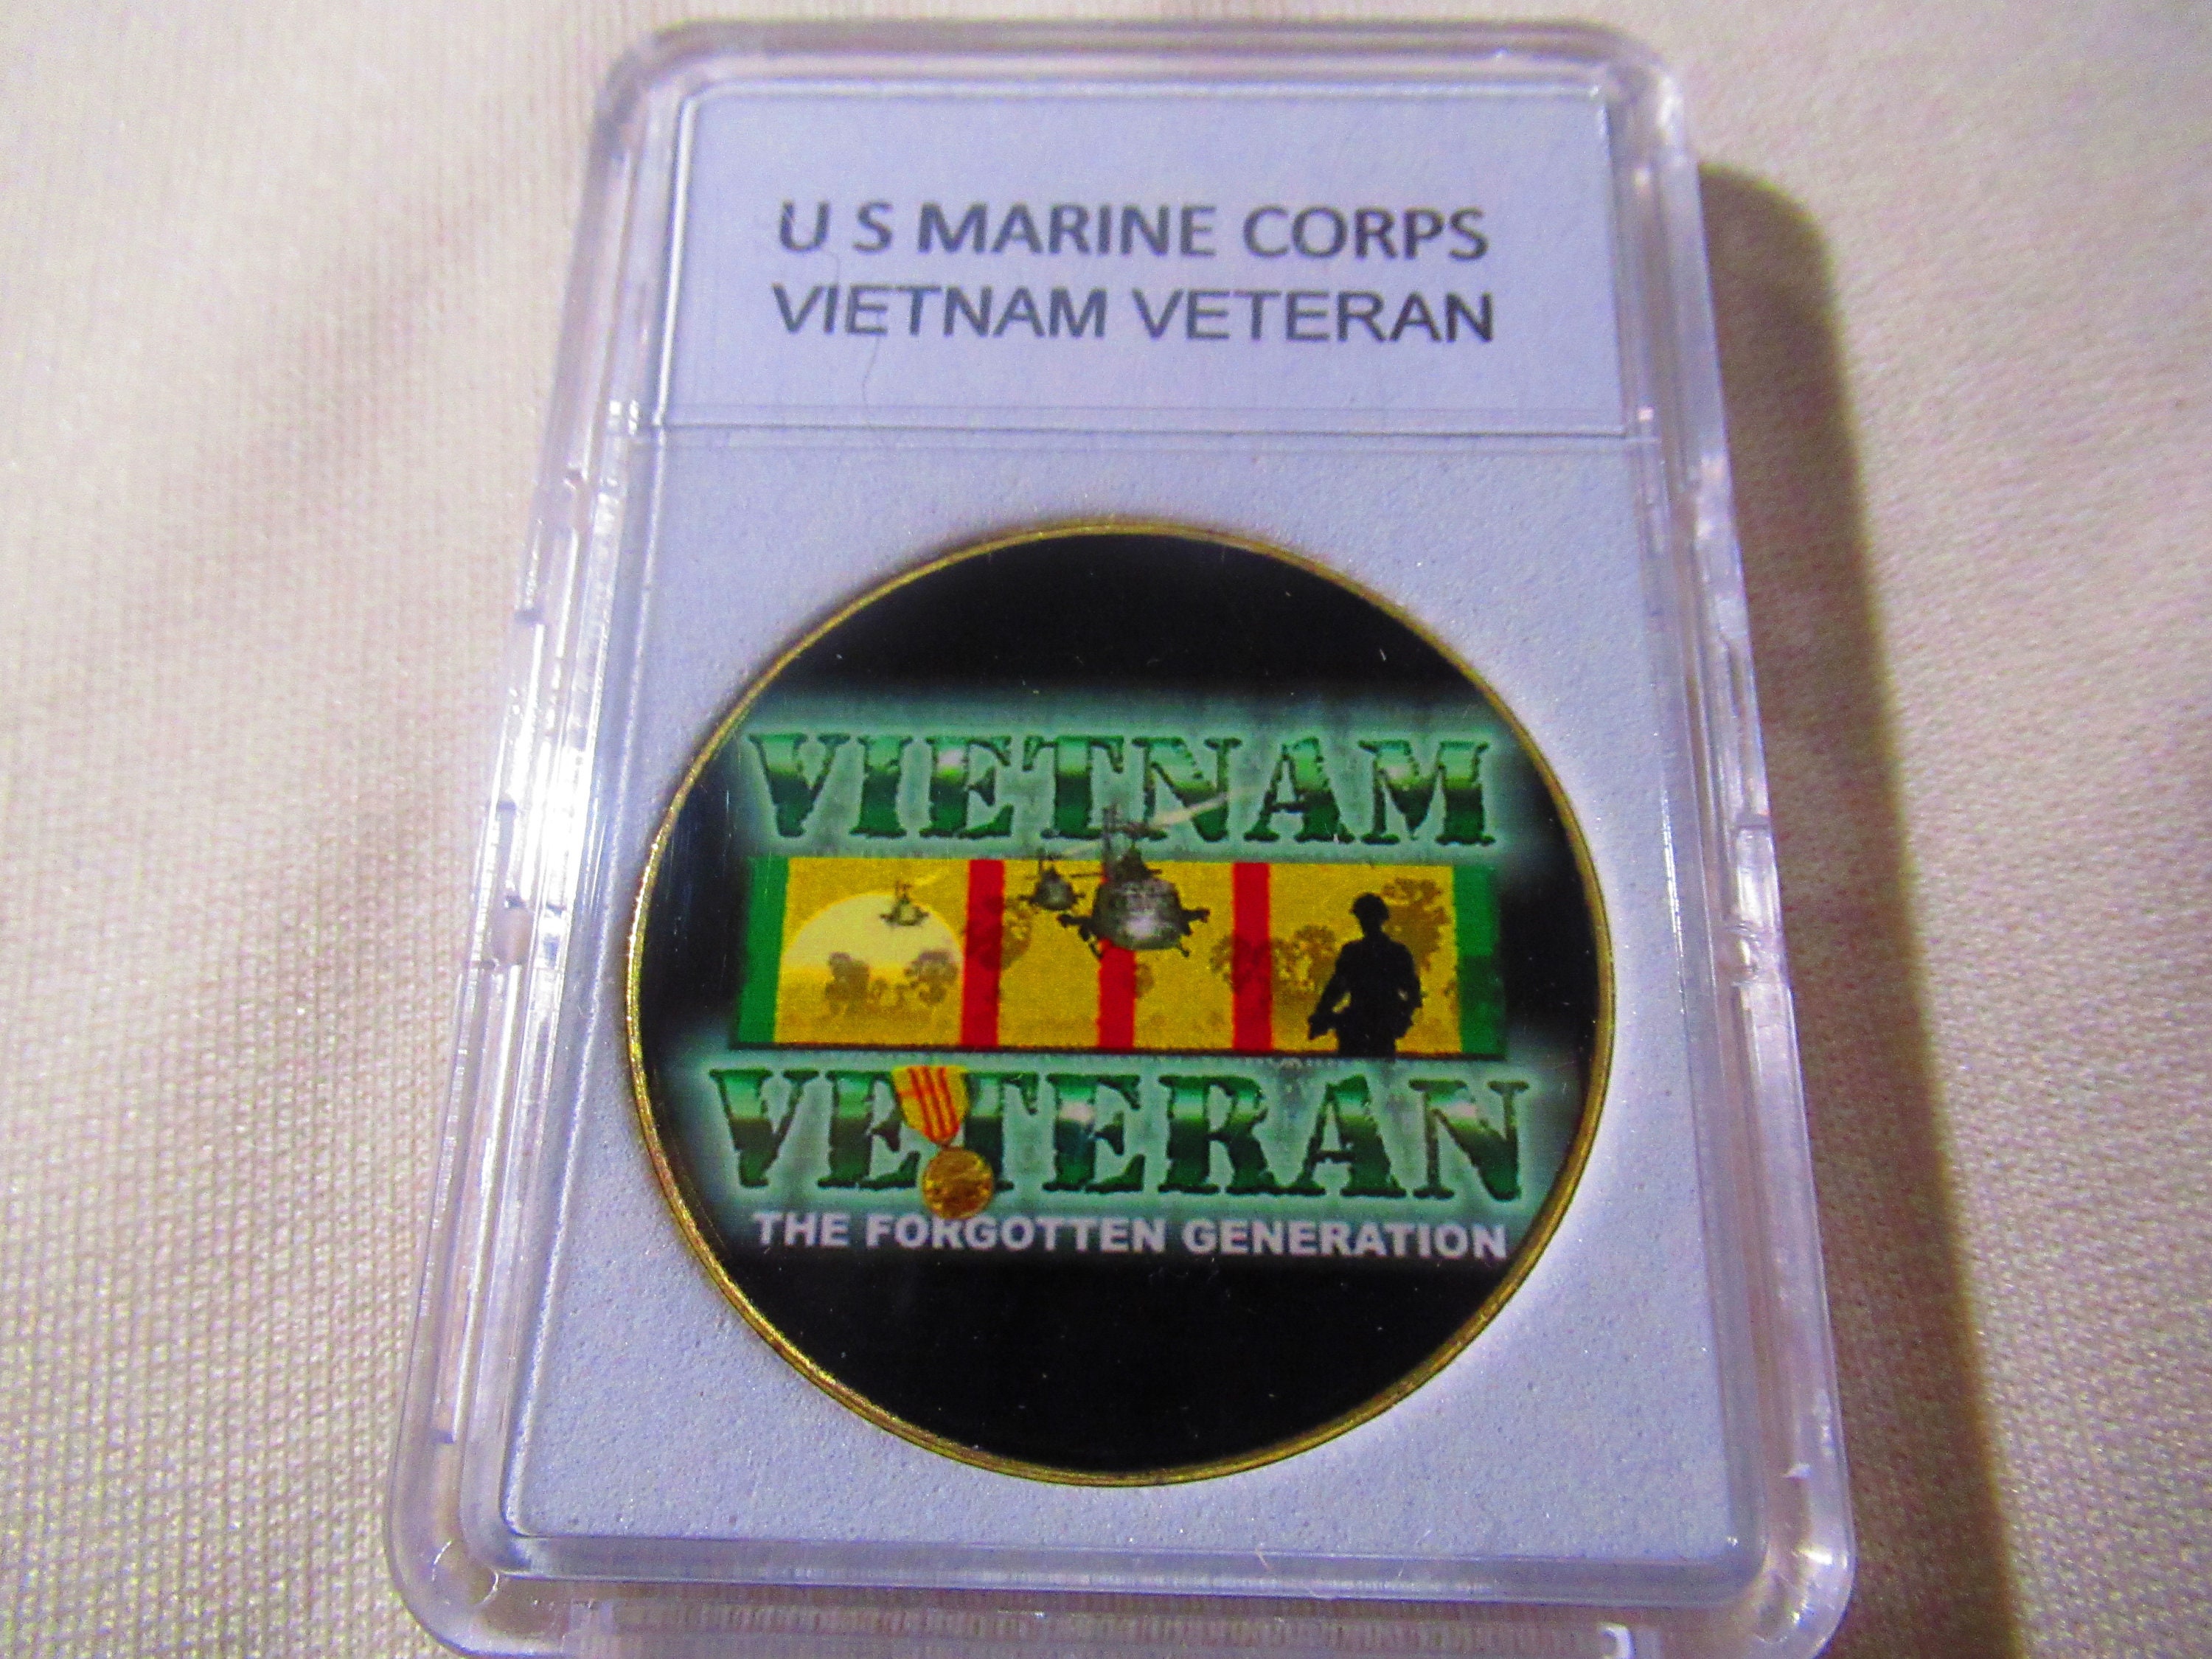 U S MARINE CORPS
VIETNAM VETERAN
VIETNAM
VETERAN
THE FORGOTTEN GENERATION